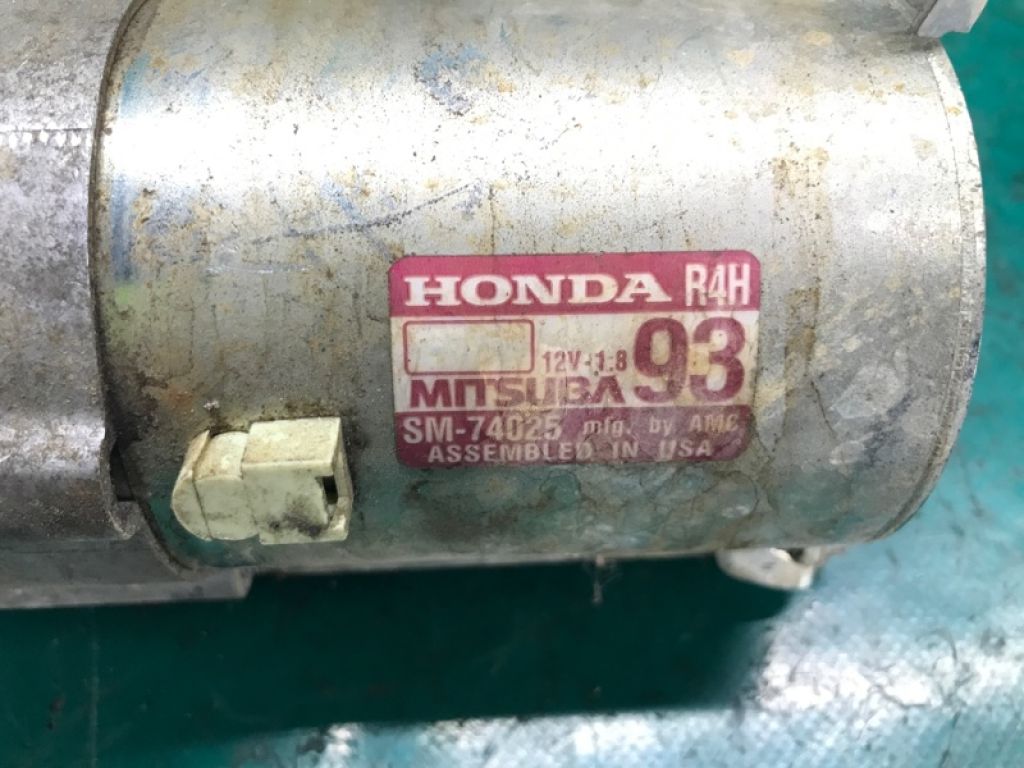 HONDA R4H
12V-1.8 93
MITSUBA
SM-74025 mfg. by AMC
ASSEMBLED IN USA